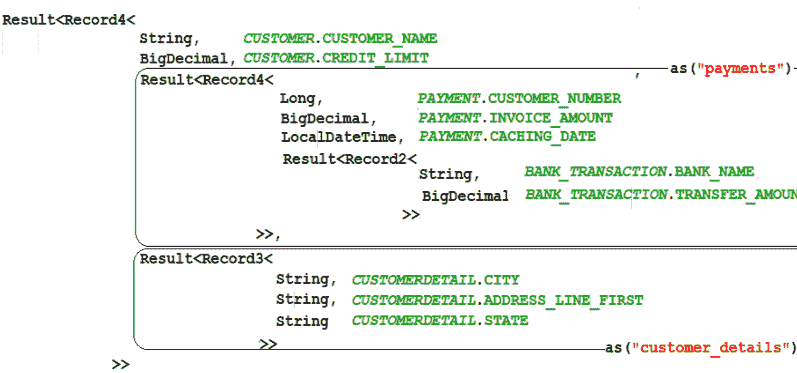 Result<Record4<
String, CUSTOMER.CUSTOMER_NAME
BigDecimal, CUSTOMER.CREDIT_LIMIT
, as("payments")
Result<Record4<
Long, PAYMENT.CUSTOMER_NUMBER
BigDecimal, PAYMENT.INVOICE_AMOUNT
LocalDateTime, PAYMENT.CACHING_DATE
Result<Record2<
String, BANK_TRANSACTION.BANK_NAME
BigDecimal BANK_TRANSACTION.TRANSFER_AMOUN
>>
>>,
Result<Record3<
String, CUSTOMERDETAIL.CITY
String, CUSTOMERDETAIL.ADDRESS_LINE_FIRST
String CUSTOMERDETAIL.STATE
>>
as("customer_details")
>>